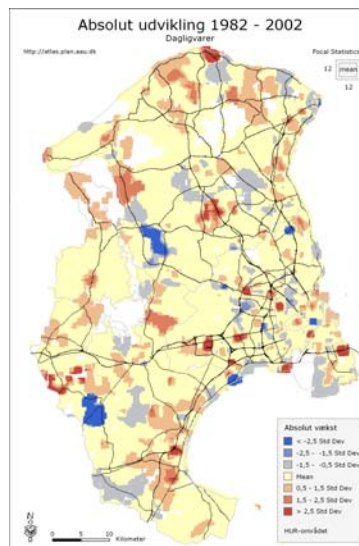 Absolut udvikling 1982 - 2002
Dagligvarer
http://atlas.plan.aau.dk
Focal Statistics
12
mean
12
Absolut vækst
< -2,5 Std Dev
-2,5 - -1,5 Std Dev
-1,5 - -0,5 Std Dev
Mean
0,5 - 1,5 Std Dev
1,5 - 2,5 Std Dev
> 2,5 Std Dev
HUR-området
N
0 5 10
Kilometer